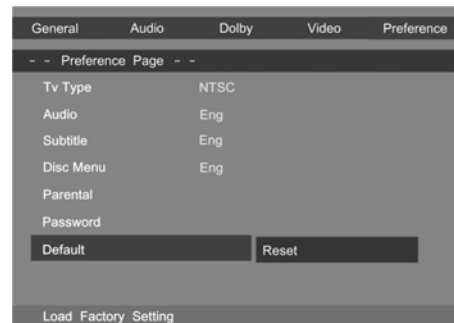 General Audio Dolby Video Preference
- - Preference Page - -
Tv Type NTSC
Audio Eng
Subtitle Eng
Disc Menu Eng
Parental
Password
Default Reset
Load Factory Setting